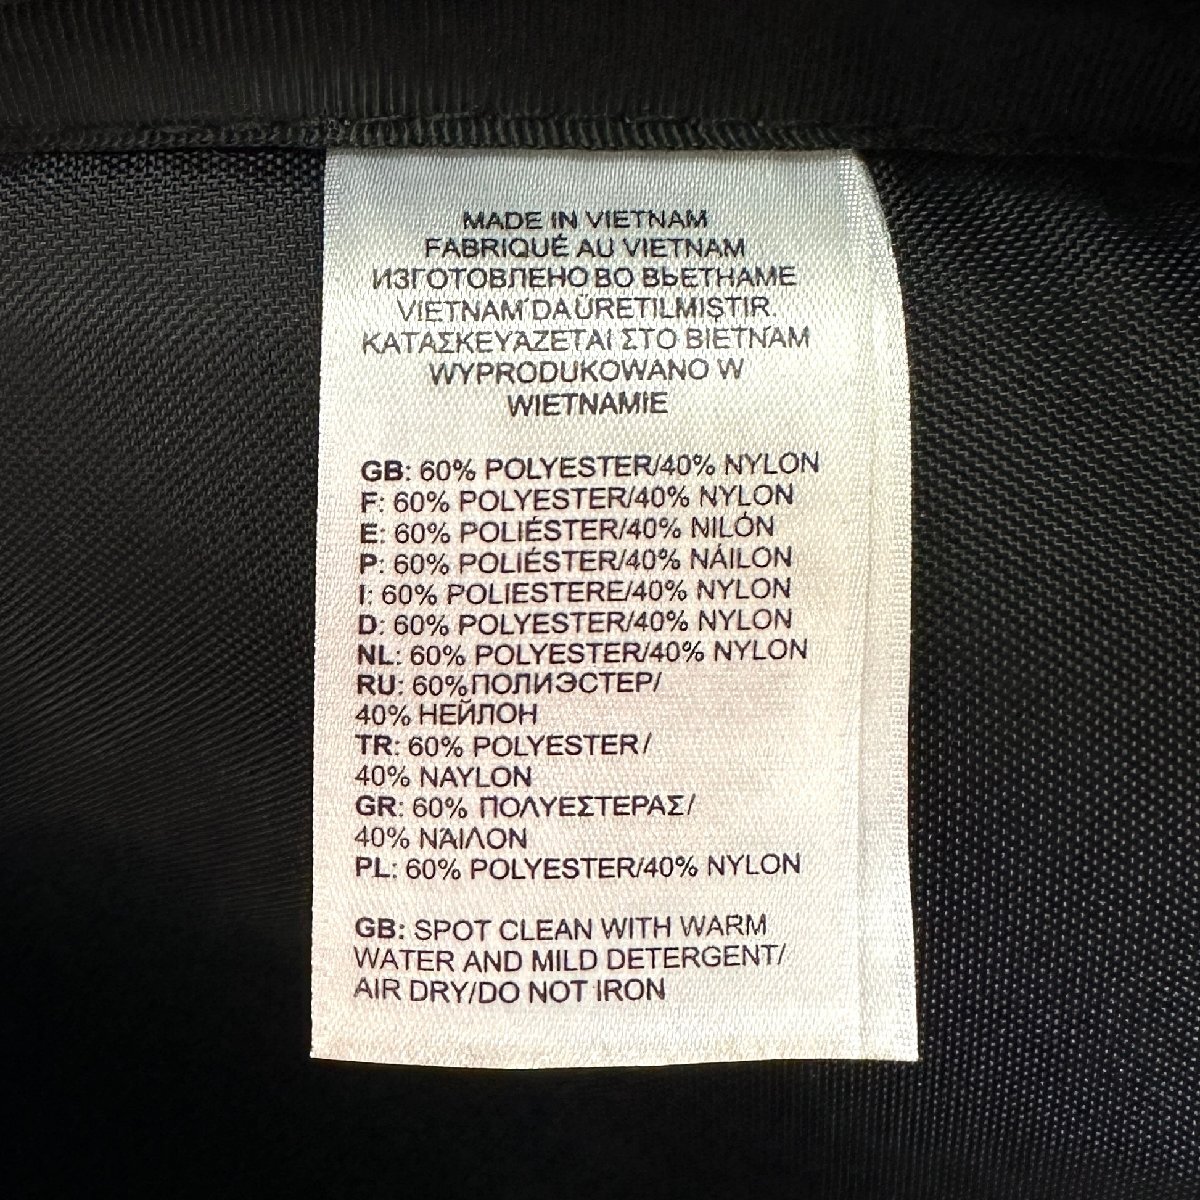 MADE IN VIETNAM
FABRIQUÉ AU VIETNAM
ИЗГОТОВЛЕНО ВО ВЬЕТНАМЕ
VIETNAM'DA ÜRETILMIŞTIR.
ΚΑΤΑΣΚΕΥΆΖΕΤΑΙ ΣΤΟ ΒΙΕΤΝΆΜ
WYPRODUKOWANO W
WIETNAMIE
GB: 60% POLYESTER/40% NYLON
F: 60% POLYESTER/40% NYLON
E: 60% POLIÉSTER/40% NILÓN
P: 60% POLIÉSTER/40% NÁILON
I: 60% POLIESTERE/40% NYLON
D: 60% POLYESTER/40% NYLON
NL: 60% POLYESTER/40% NYLON
RU: 60%ПОЛИЭСТЕР/
40% НЕЙЛОН
TR: 60% POLYESTER/
40% NAYLON
GR: 60% ΠΟΛΥΕΣΤΕΡΑΣ/
40% ΝΆΙΛΟΝ
PL: 60% POLYESTER/40% NYLON
GB: SPOT CLEAN WITH WARM
WATER AND MILD DETERGENT/
AIR DRY/DO NOT IRON